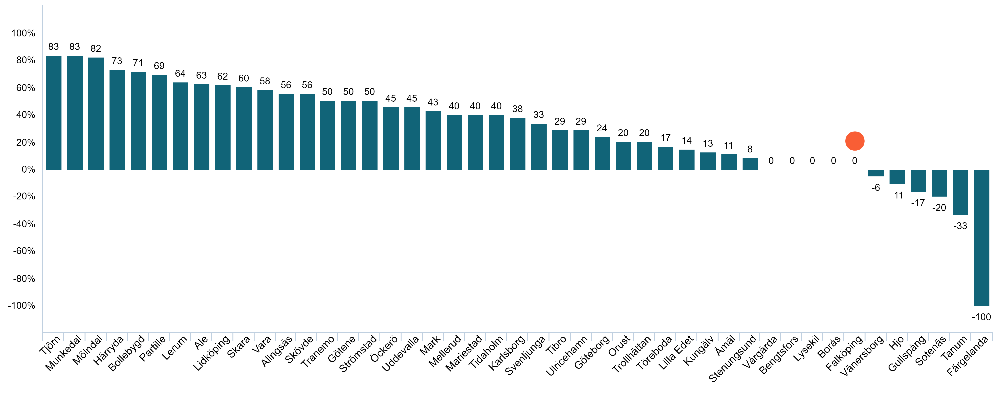 100%
80%
60%
40%
20%
0%
-20%
-40%
-60%
-80%
-100%
83
83
82
73
71
69
64
63
62
60
58
56
56
50
50
50
45
45
43
40
40
40
38
33
29
29
24
20
20
17
14
13
11
8
0
0
0
0
0
-6
-11
-17
-20
-33
-100
Tjörn
Munkedal
Mölndal
Härryda
Bollebygd
Partille
Lerum
Ale
Lidköping
Skara
Vara
Alingsås
Skövde
Tranemo
Götene
Strömstad
Öckerö
Uddevalla
Mark
Mellerud
Mariestad
Tidaholm
Karlsborg
Svenljunga
Tibro
Ulricehamn
Göteborg
Orust
Trollhättan
Töreboda
Lilla Edet
Kungälv
Åmål
Stenungsund
Vårgårda
Bengtsfors
Lysekil
Borås
Falköping
Vänersborg
Hjo
Gullspång
Sotenäs
Tanum
Färgelanda